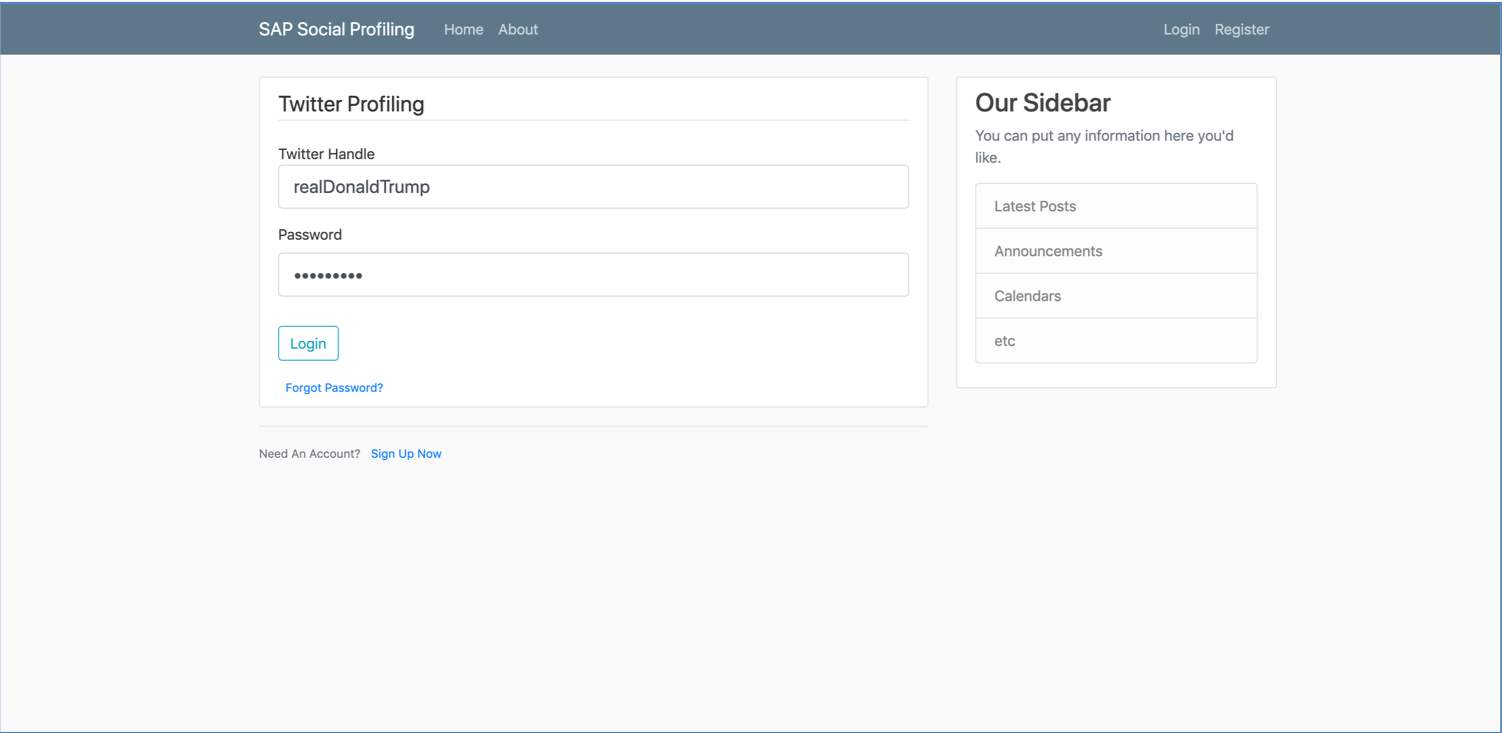 SAP Social Profiling Home About Login Register
Twitter Profiling
Twitter Handle
realDonaldTrump
Password
•••••••••
Login
Forgot Password?
Need An Account? Sign Up Now
Our Sidebar
You can put any information here you'd
like.
Latest Posts
Announcements
Calendars
etc